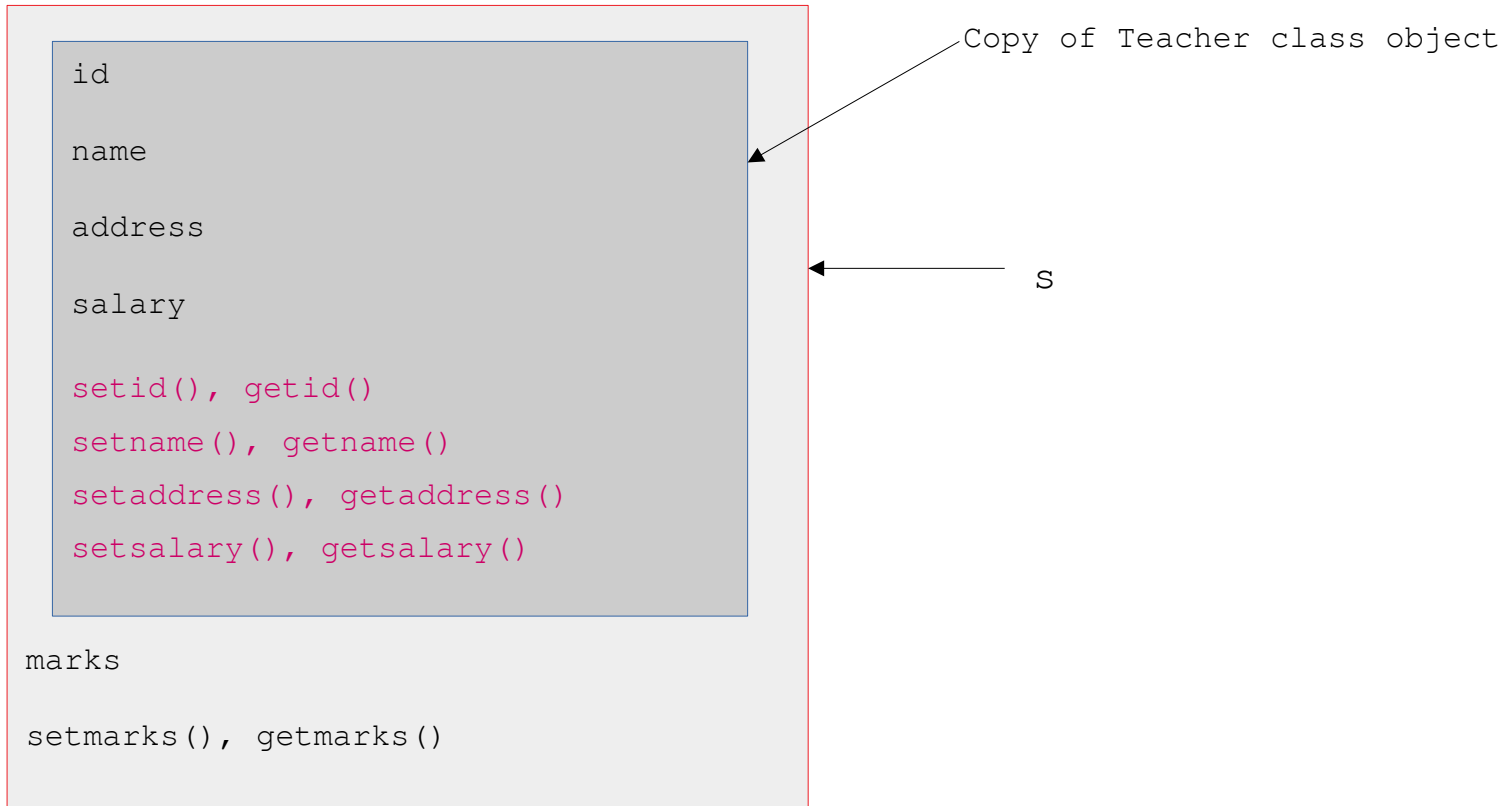 Copy of Teacher class object
id
name
address
salary
setid(), getid()
setname(), getname()
setaddress(), getaddress()
setsalary(), getsalary()
S
marks
setmarks(), getmarks()